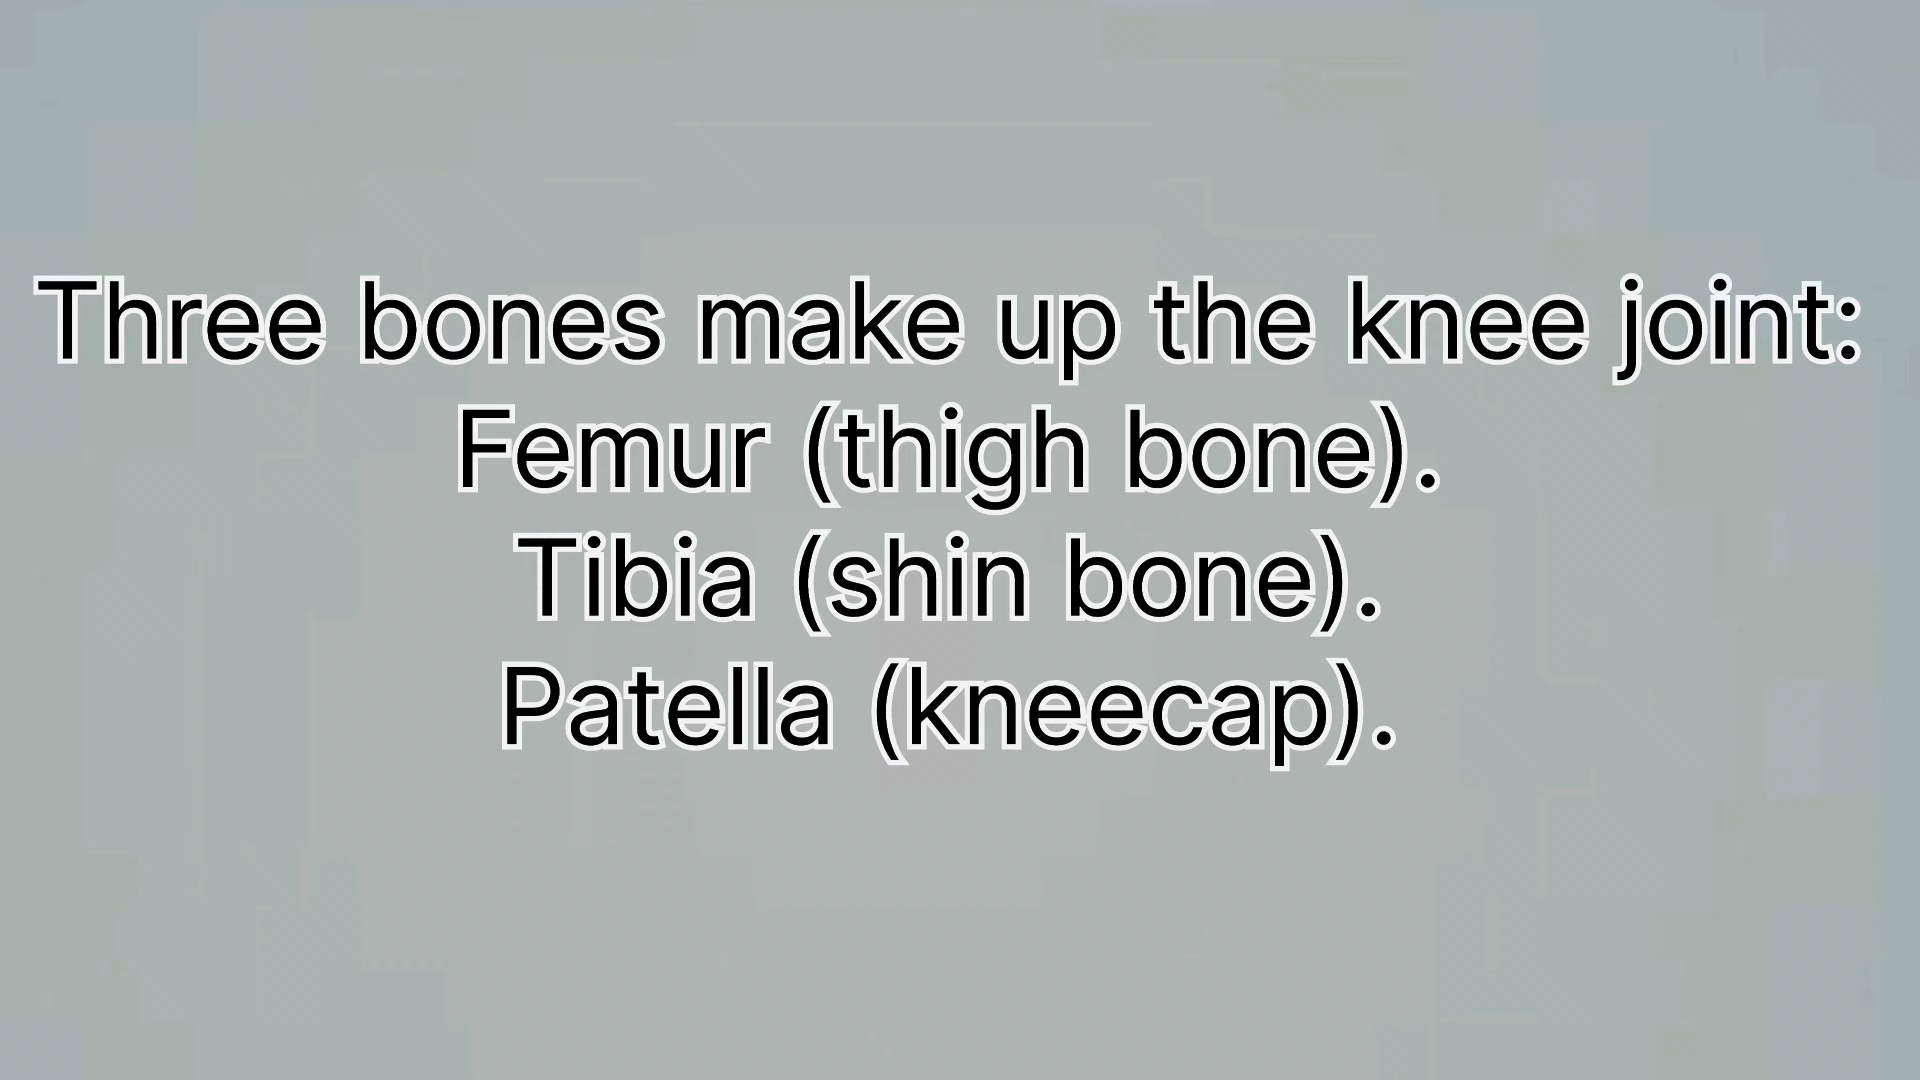 Three bones make up the knee joint:
Femur (thigh bone).
Tibia (shin bone).
Patella (kneecap).